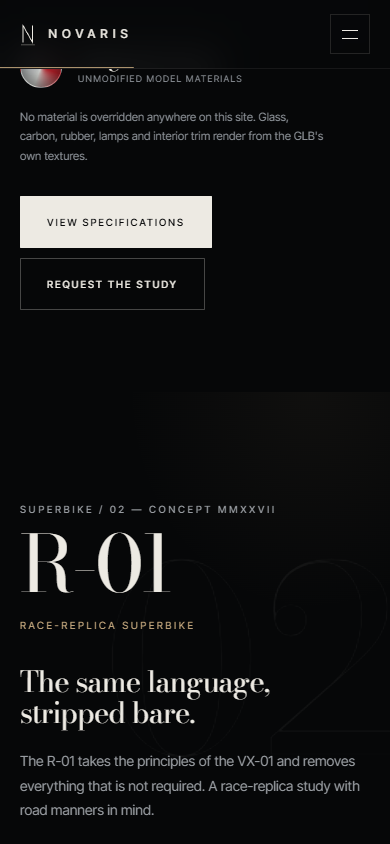 N NOVARIS
UNMODIFIED MODEL MATERIALS
No material is overridden anywhere on this site. Glass,
carbon, rubber, lamps and interior trim render from the GLB's
own textures.
VIEW SPECIFICATIONS
REQUEST THE STUDY
SUPERBIKE / 02 — CONCEPT MMXXVII
R-01
02
RACE-REPLICA SUPERBIKE
The same language,
stripped bare.
The R-01 takes the principles of the VX-01 and removes
everything that is not required. A race-replica study with
road manners in mind.